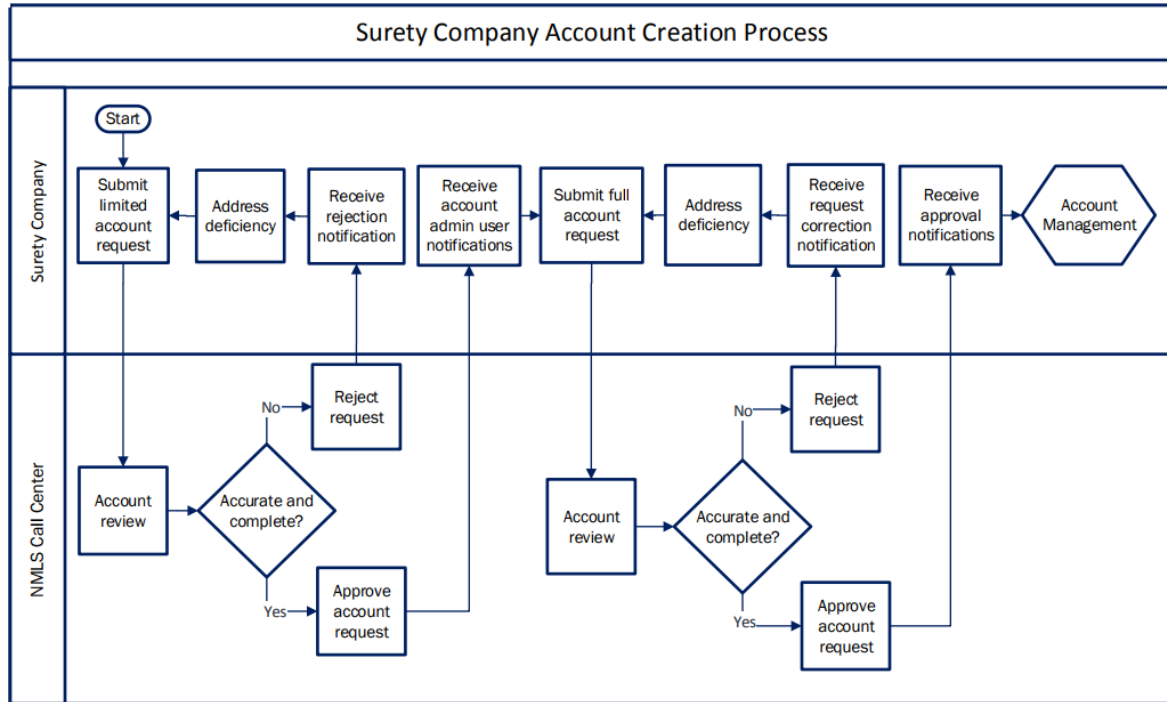 Surety Company Account Creation Process
Surety Company
Start
Submit
limited
account
request
Address
deficiency
Receive
rejection
notification
Receive
account
admin user
notifications
Submit full
account
request
Address
deficiency
Receive
request
correction
notification
Receive
approval
notifications
Account
Management
NMLS Call Center
Account
review
Accurate and
complete?
No
Reject
request
Yes
Approve
account
request
Account
review
Accurate and
complete?
No
Reject
request
Yes
Approve
account
request